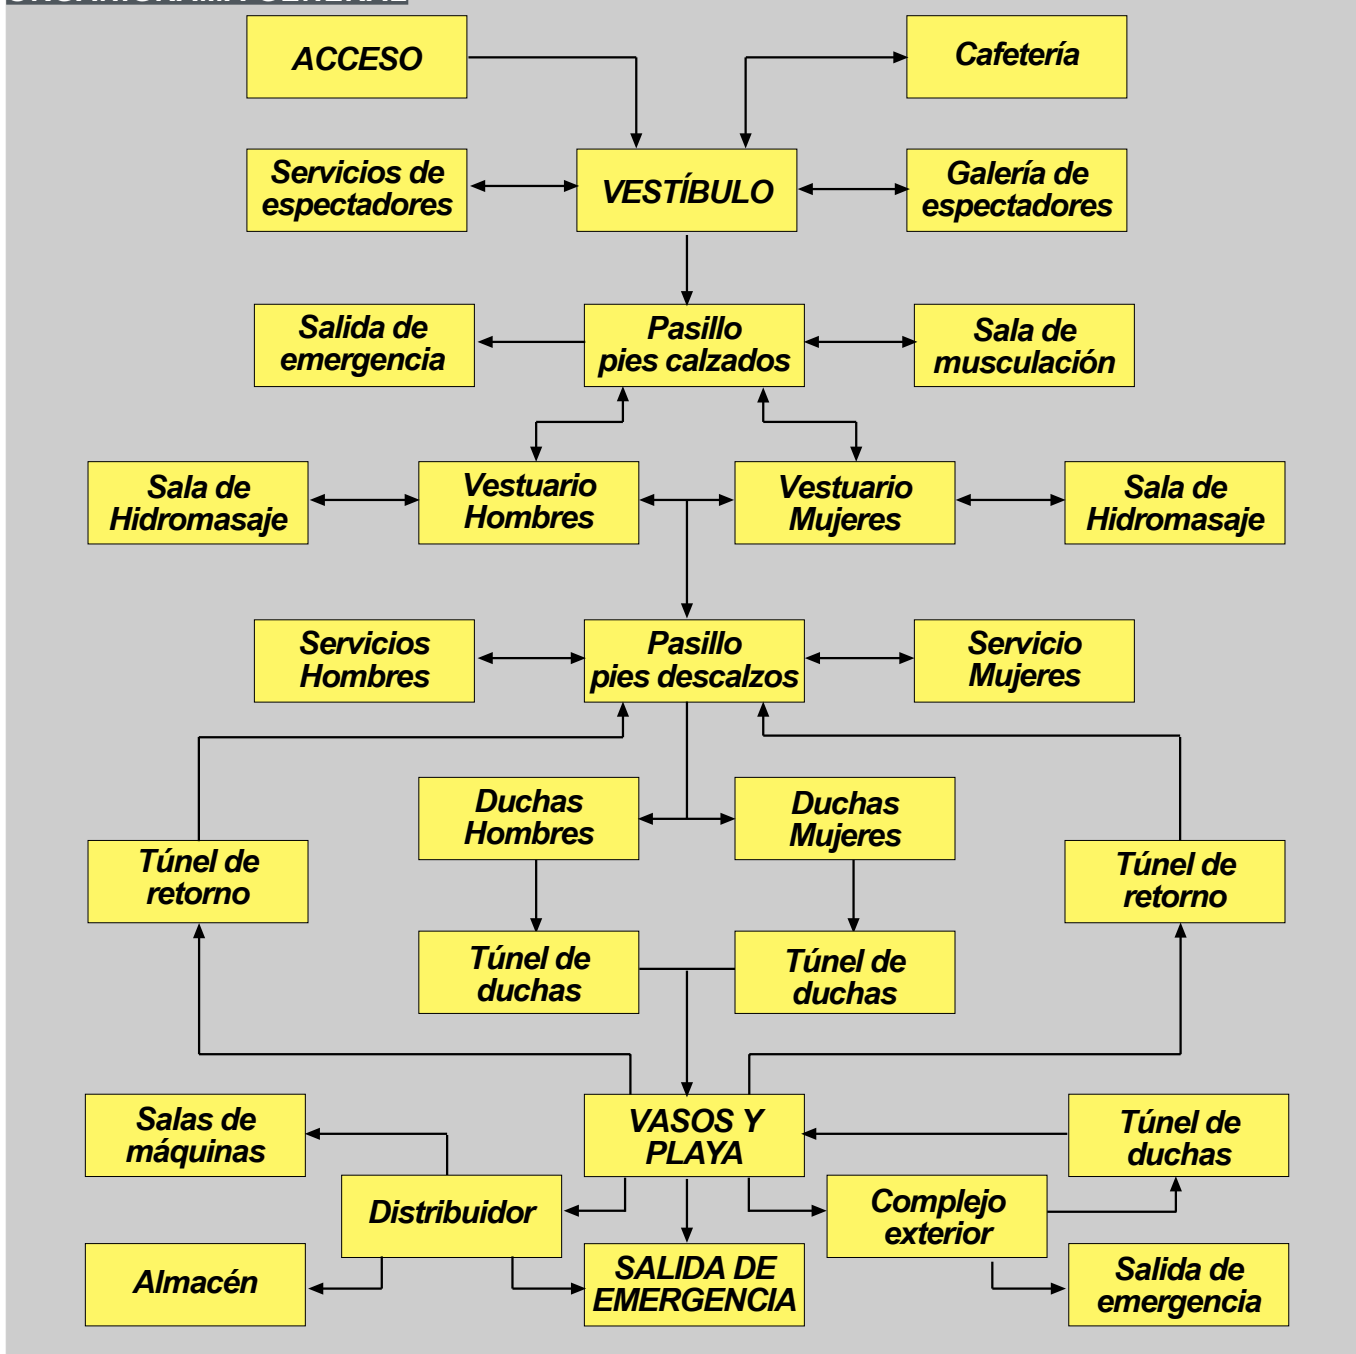 ORGANIGRAMA GENERAL
ACCESO
Cafetería
Servicios de
espectadores
VESTÍBULO
Galería de
espectadores
Salida de
emergencia
Pasillo
pies calzados
Sala de
musculación
Sala de
Hidromasaje
Vestuario
Hombres
Vestuario
Mujeres
Sala de
Hidromasaje
Servicios
Hombres
Pasillo
pies descalzos
Servicio
Mujeres
Duchas
Hombres
Duchas
Mujeres
Túnel de
retorno
Túnel de
retorno
Túnel de
duchas
Túnel de
duchas
Salas de
máquinas
VASOS Y
PLAYA
Túnel de
duchas
Distribuidor
Complejo
exterior
Almacén
SALIDA DE
EMERGENCIA
Salida de
emergencia